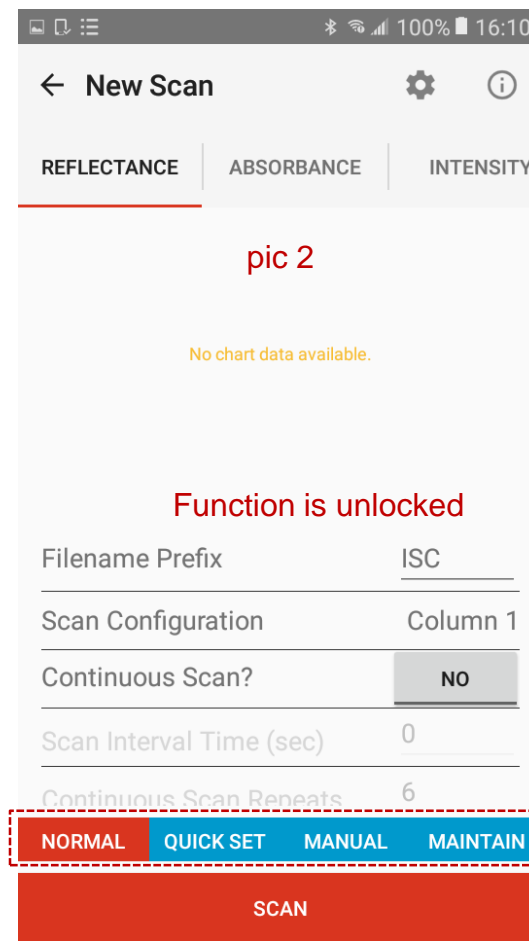 100% 16:10
New Scan
REFLECTANCE ABSORBANCE INTENSITY
pic 2
No chart data available.
Function is unlocked
Filename Prefix ISC
Scan Configuration Column 1
Continuous Scan? NO
Scan Interval Time (sec) 0
Continuous Scan Repeats 6
NORMAL QUICK SET MANUAL MAINTAIN
SCAN